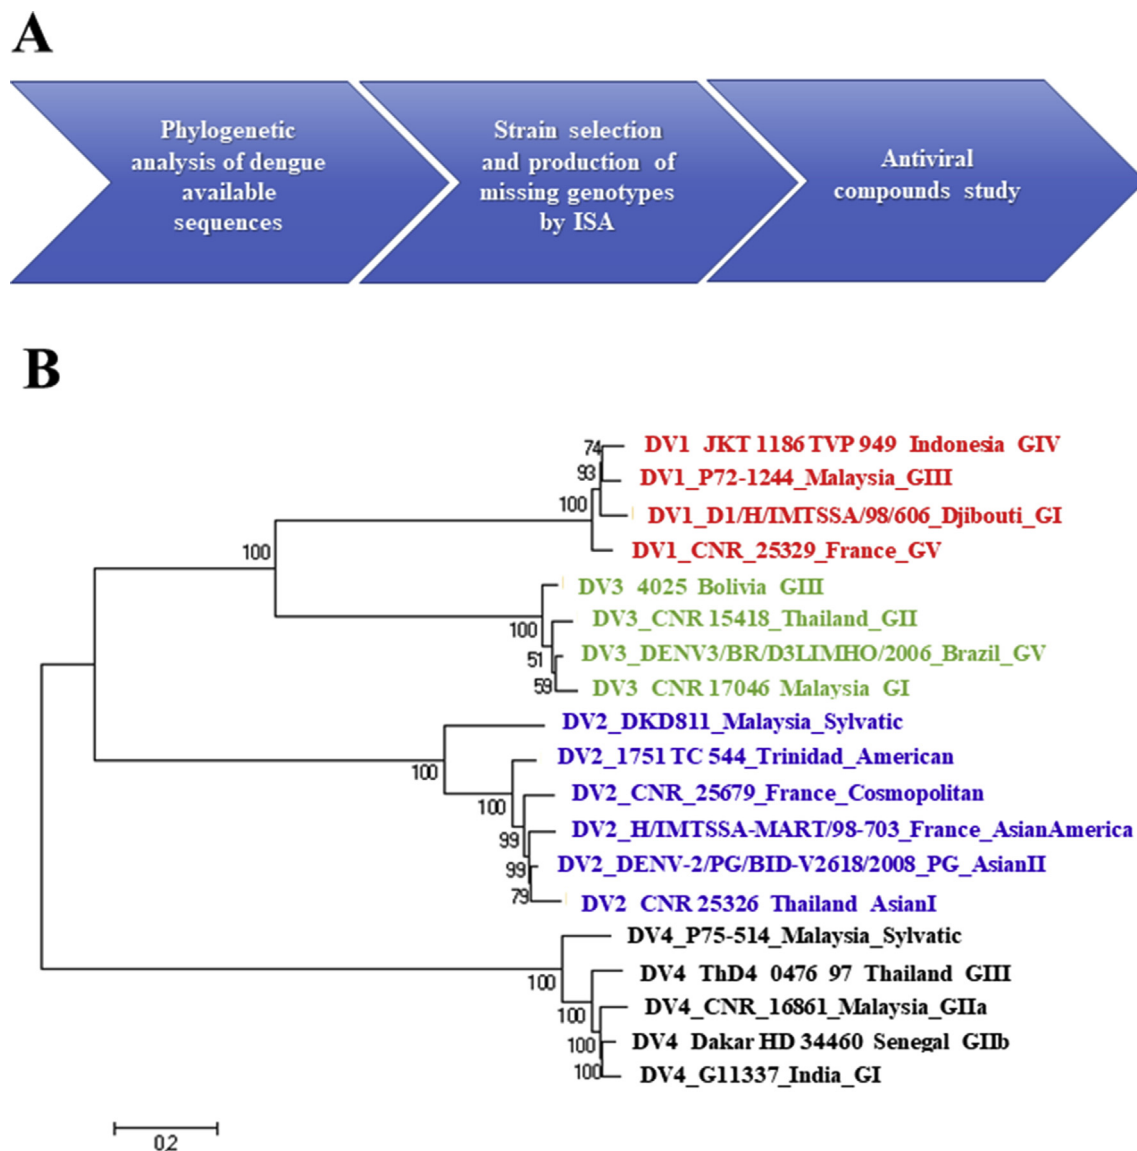 A
Phylogenetic
analysis of dengue
available
sequences
Strain selection
and production of
missing genotypes
by ISA
Antiviral
compounds study
B
74
DV1 JKT 1186 TVP 949 Indonesia GIV
93
DV1_P72-1244_Malaysia_GIII
100
DV1_D1/H/IMTSSA/98/606_Djibouti_GI
DV1_CNR_25329_France_GV
100
DV3 4025 Bolivia GIII
DV3_CNR 15418_Thailand_GII
100
51
DV3_DENV3/BR/D3LIMHO/2006_Brazil_GV
59
DV3 CNR 17046 Malaysia GI
DV2_DKD811_Malaysia_Sylvatic
DV2_1751 TC 544_Trinidad_American
100
DV2_CNR_25679_France_Cosmopolitan
100
DV2_H/IMTSSA-MART/98-703_France_AsianAmerica
99
DV2_DENV-2/PG/BID-V2618/2008_PG_AsianII
99
79
DV2 CNR 25326 Thailand AsianI
DV4_P75-514_Malaysia_Sylvatic
DV4 ThD4 0476 97 Thailand GIII
100
DV4_CNR_16861_Malaysia_GIIa
100
DV4 Dakar HD 34460 Senegal GIIb
100
DV4_G11337_India_GI
100
0.2